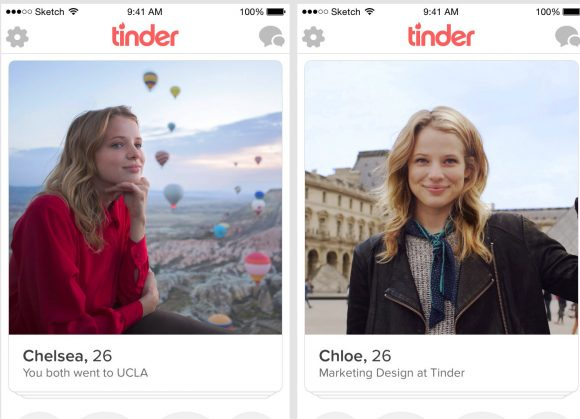 ●●●○○ Sketch 9:41 AM 100%
tinder
Chelsea, 26
You both went to UCLA
●●●○○ Sketch 9:41 AM 100%
tinder
Chloe, 26
Marketing Design at Tinder